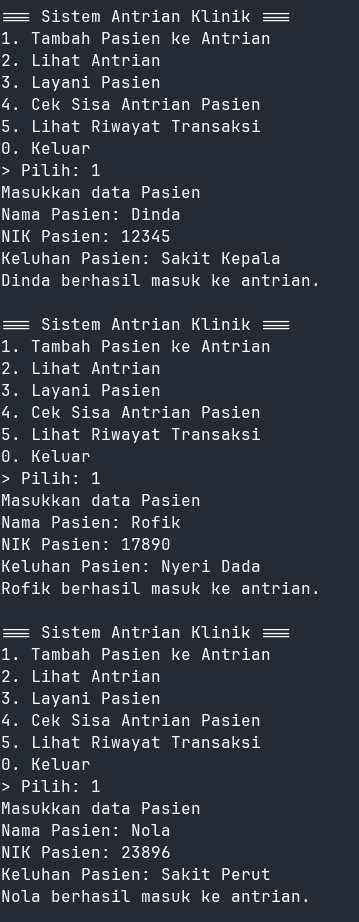 === Sistem Antrian Klinik ===
1. Tambah Pasien ke Antrian
2. Lihat Antrian
3. Layani Pasien
4. Cek Sisa Antrian Pasien
5. Lihat Riwayat Transaksi
0. Keluar
> Pilih: 1
Masukkan data Pasien
Nama Pasien: Dinda
NIK Pasien: 12345
Keluhan Pasien: Sakit Kepala
Dinda berhasil masuk ke antrian.

=== Sistem Antrian Klinik ===
1. Tambah Pasien ke Antrian
2. Lihat Antrian
3. Layani Pasien
4. Cek Sisa Antrian Pasien
5. Lihat Riwayat Transaksi
0. Keluar
> Pilih: 1
Masukkan data Pasien
Nama Pasien: Rofik
NIK Pasien: 17890
Keluhan Pasien: Nyeri Dada
Rofik berhasil masuk ke antrian.

=== Sistem Antrian Klinik ===
1. Tambah Pasien ke Antrian
2. Lihat Antrian
3. Layani Pasien
4. Cek Sisa Antrian Pasien
5. Lihat Riwayat Transaksi
0. Keluar
> Pilih: 1
Masukkan data Pasien
Nama Pasien: Nola
NIK Pasien: 23896
Keluhan Pasien: Sakit Perut
Nola berhasil masuk ke antrian.